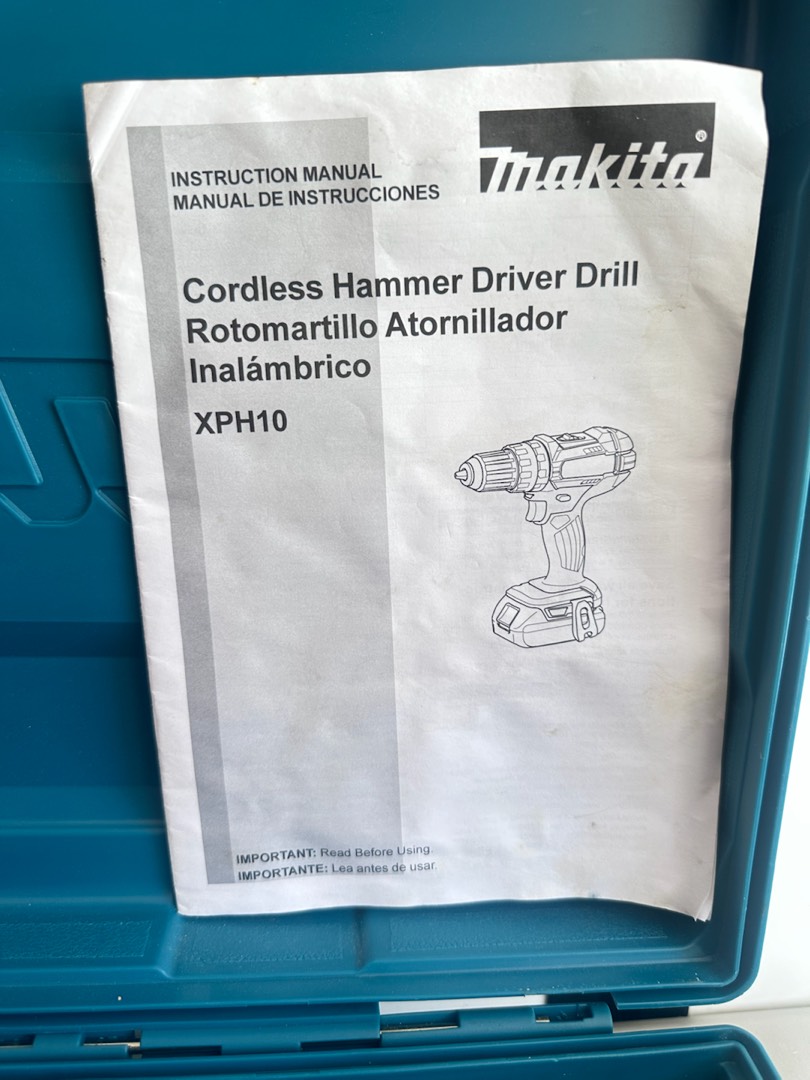 INSTRUCTION MANUAL
MANUAL DE INSTRUCCIONES
makita®
Cordless Hammer Driver Drill
Rotomartillo Atornillador
Inalámbrico
XPH10
IMPORTANT: Read Before Using.
IMPORTANTE: Lea antes de usar.